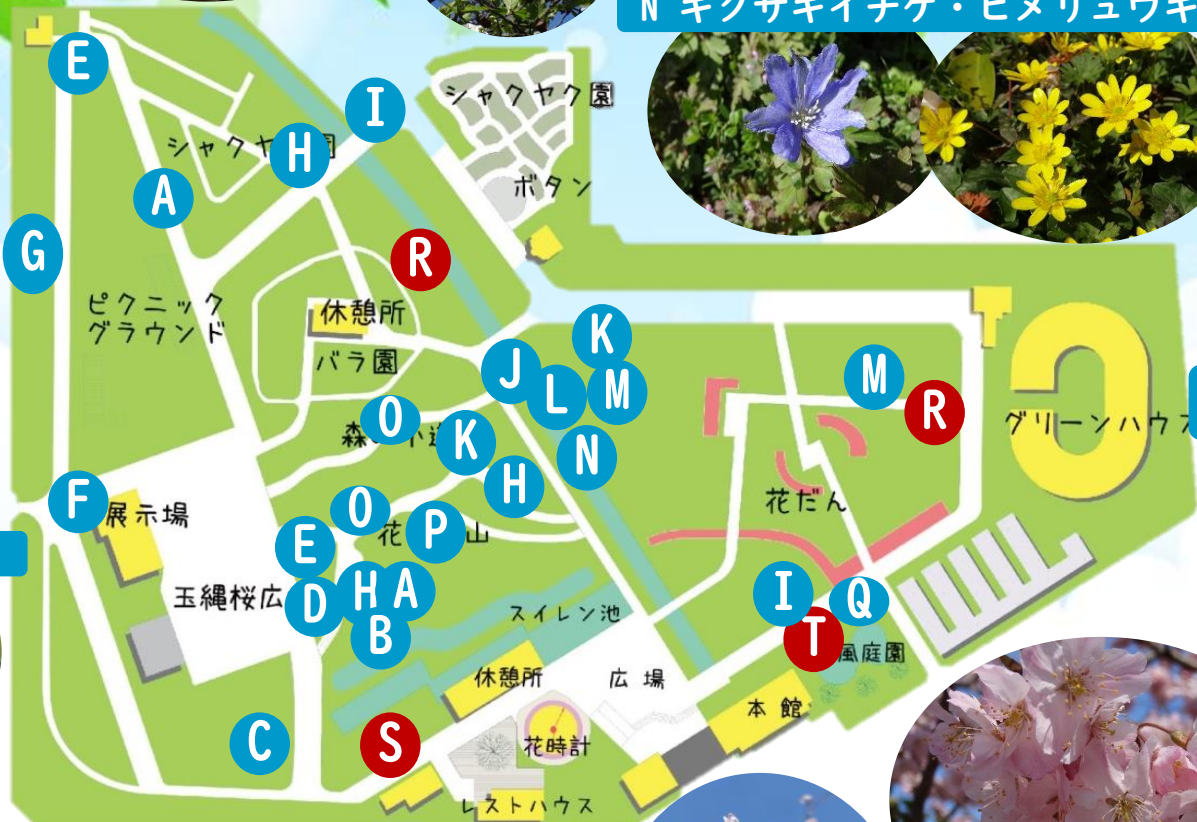 N キクザキイチゲ・ヒメリュウキ
E
I
シャクヤク園
シャクヤ 園
H
A
ボタン
G
R
ピクニック
グラウンド
休憩所
バラ園
K
J
L
M
M
R
グリーンハウス
O
森の小道
K
N
H
F
展示場
O
花 山
P
花だん
E
玉縄桜広
D
H
A
B
スイレン池
I
Q
T
風庭園
休憩所
広場
本館
C
S
花時計
レストハウス